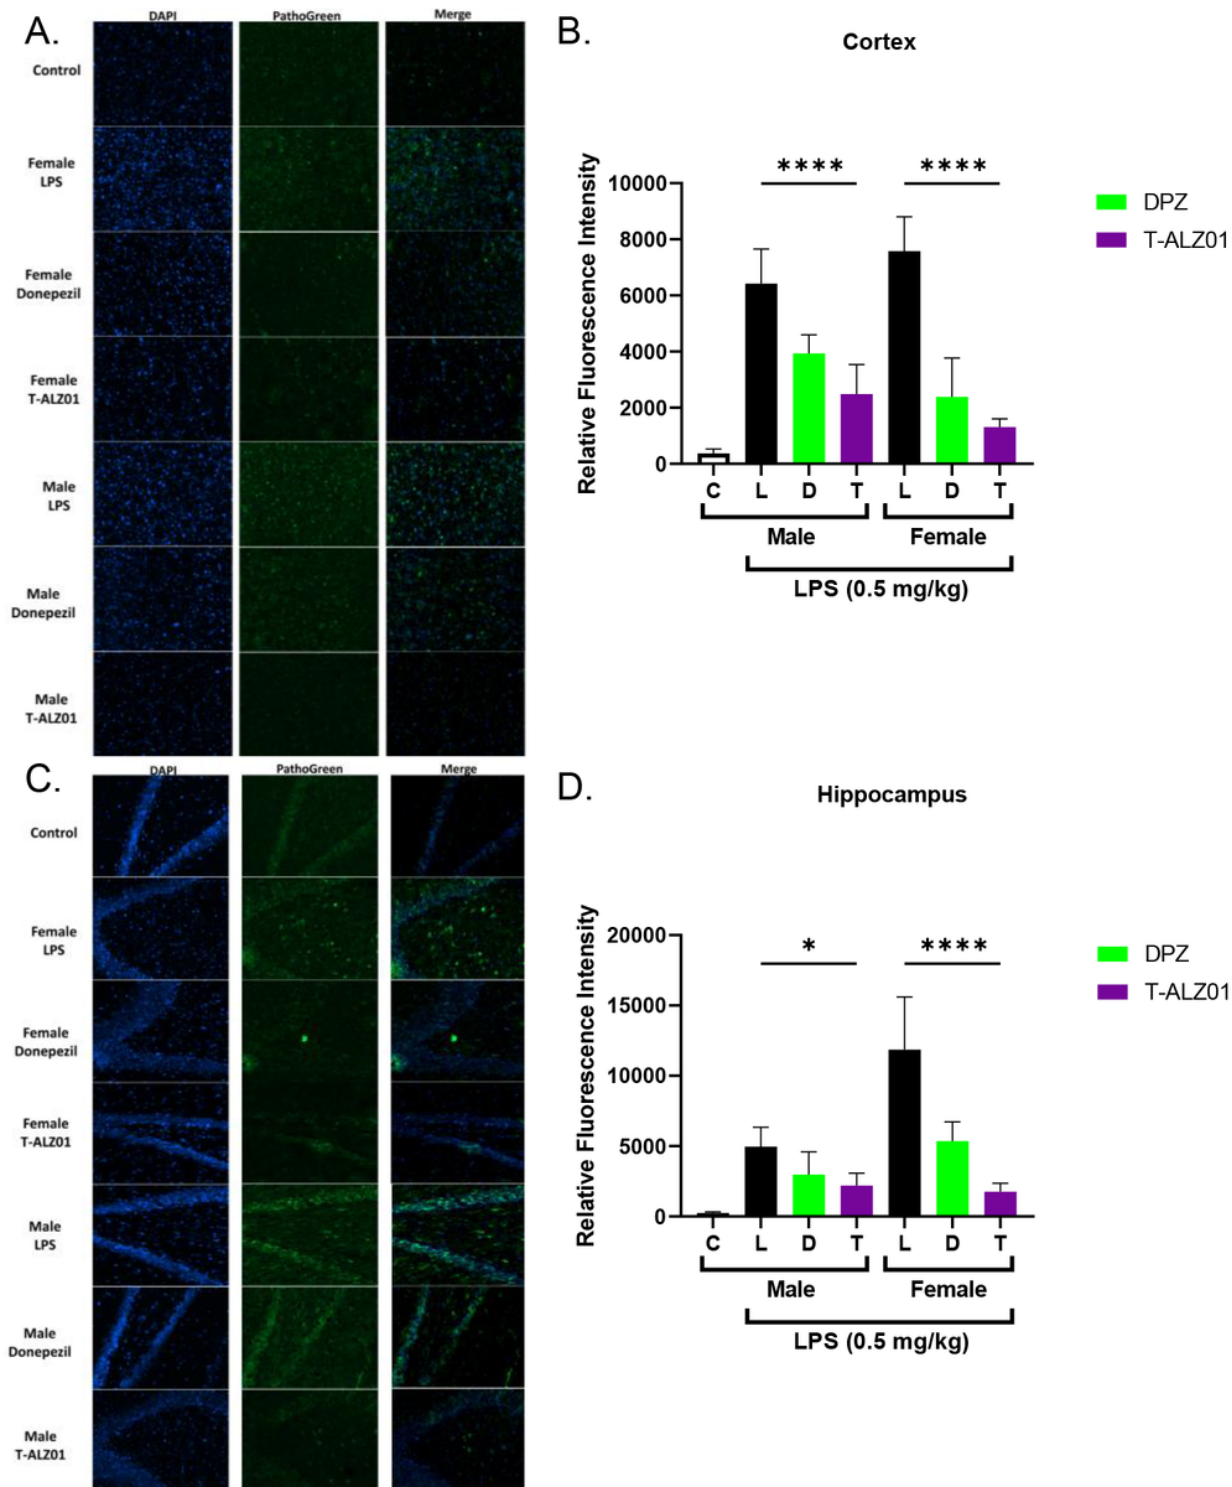 A.
DAPI PathoGreen Merge
Control
Female
LPS
Female
Donepezil
Female
T-ALZ01
Male
LPS
Male
Donepezil
Male
T-ALZ01
B.
Cortex
Relative Fluorescence Intensity
10000
8000
6000
4000
2000
0
**** ****
C L D T L D T
Male Female
LPS (0.5 mg/kg)
DPZ
T-ALZ01
C.
DAPI PathoGreen Merge
Control
Female
LPS
Female
Donepezil
Female
T-ALZ01
Male
LPS
Male
Donepezil
Male
T-ALZ01
D.
Hippocampus
Relative Fluorescence Intensity
20000
15000
10000
5000
0
* ****
C L D T L D T
Male Female
LPS (0.5 mg/kg)
DPZ
T-ALZ01